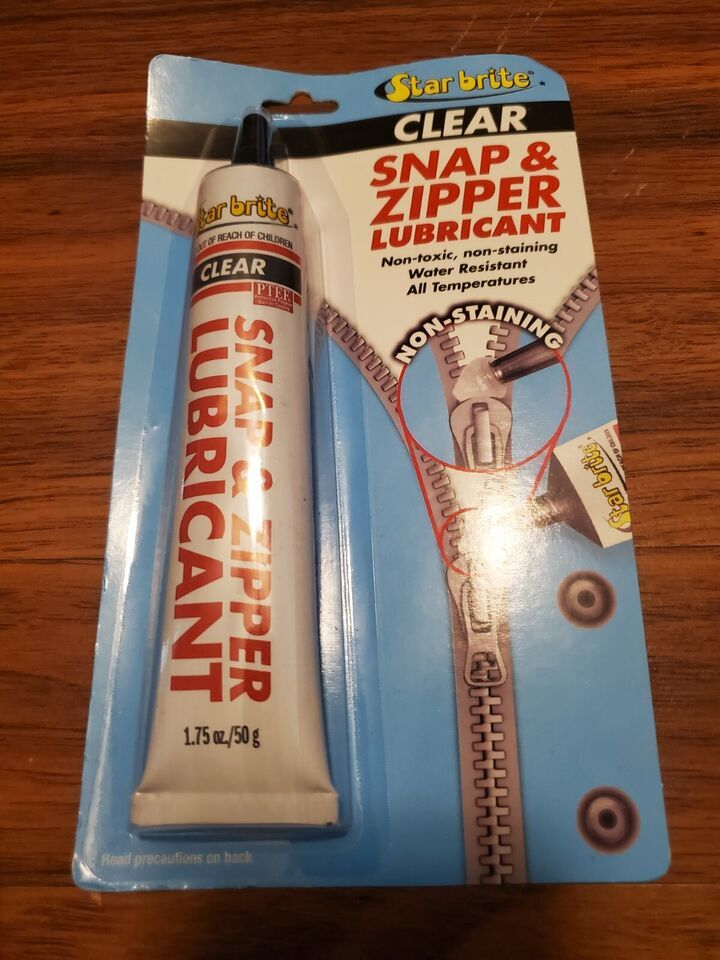 Star brite®
CLEAR
SNAP &
ZIPPER
LUBRICANT
Non-toxic, non-staining
Water Resistant
All Temperatures
NON-STAINING
Star brite
Star brite®
OUT OF REACH OF CHILDREN
CLEAR
PTEF
SNAP & ZIPPER
LUBRICANT
1.75 oz./50 g
Read precautions on back